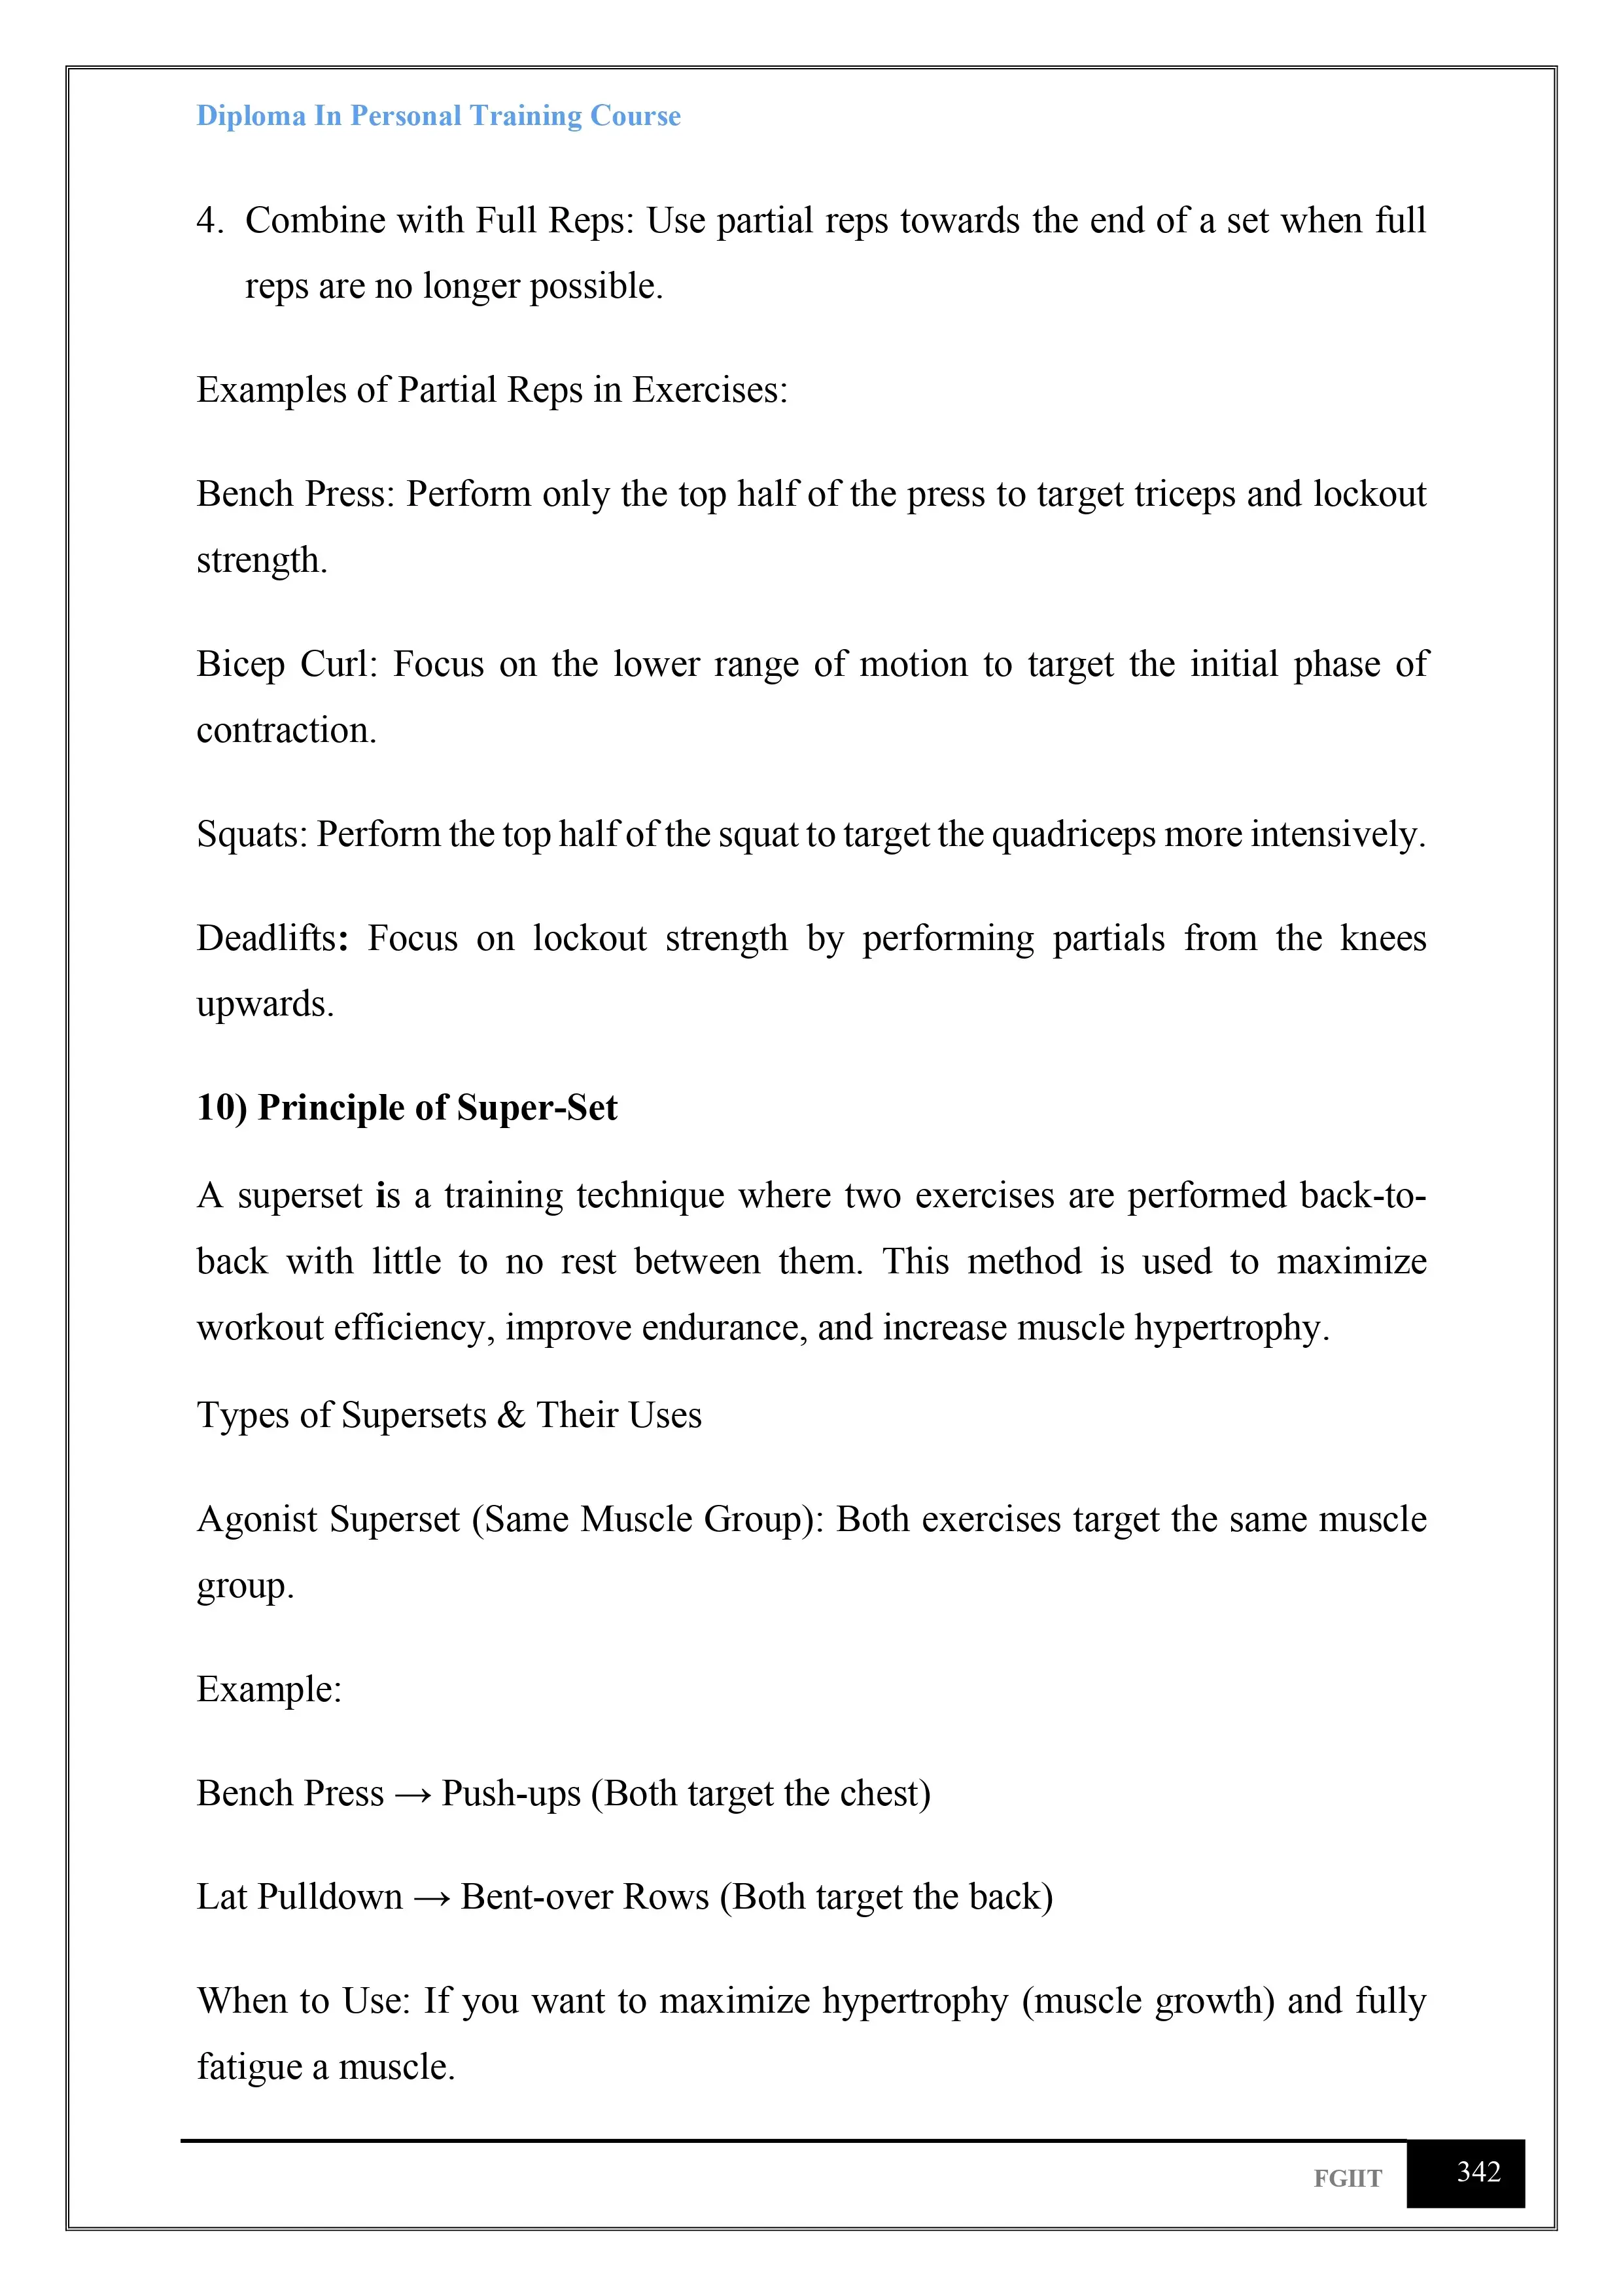 Diploma In Personal Training Course
4. Combine with Full Reps: Use partial reps towards the end of a set when full
reps are no longer possible.
Examples of Partial Reps in Exercises:
Bench Press: Perform only the top half of the press to target triceps and lockout
strength.
Bicep Curl: Focus on the lower range of motion to target the initial phase of
contraction.
Squats: Perform the top half of the squat to target the quadriceps more intensively.
Deadlifts: Focus on lockout strength by performing partials from the knees
upwards.
10) Principle of Super-Set
A superset is a training technique where two exercises are performed back-to-
back with little to no rest between them. This method is used to maximize
workout efficiency, improve endurance, and increase muscle hypertrophy.
Types of Supersets & Their Uses
Agonist Superset (Same Muscle Group): Both exercises target the same muscle
group.
Example:
Bench Press → Push-ups (Both target the chest)
Lat Pulldown → Bent-over Rows (Both target the back)
When to Use: If you want to maximize hypertrophy (muscle growth) and fully
fatigue a muscle.
FGIIT 342